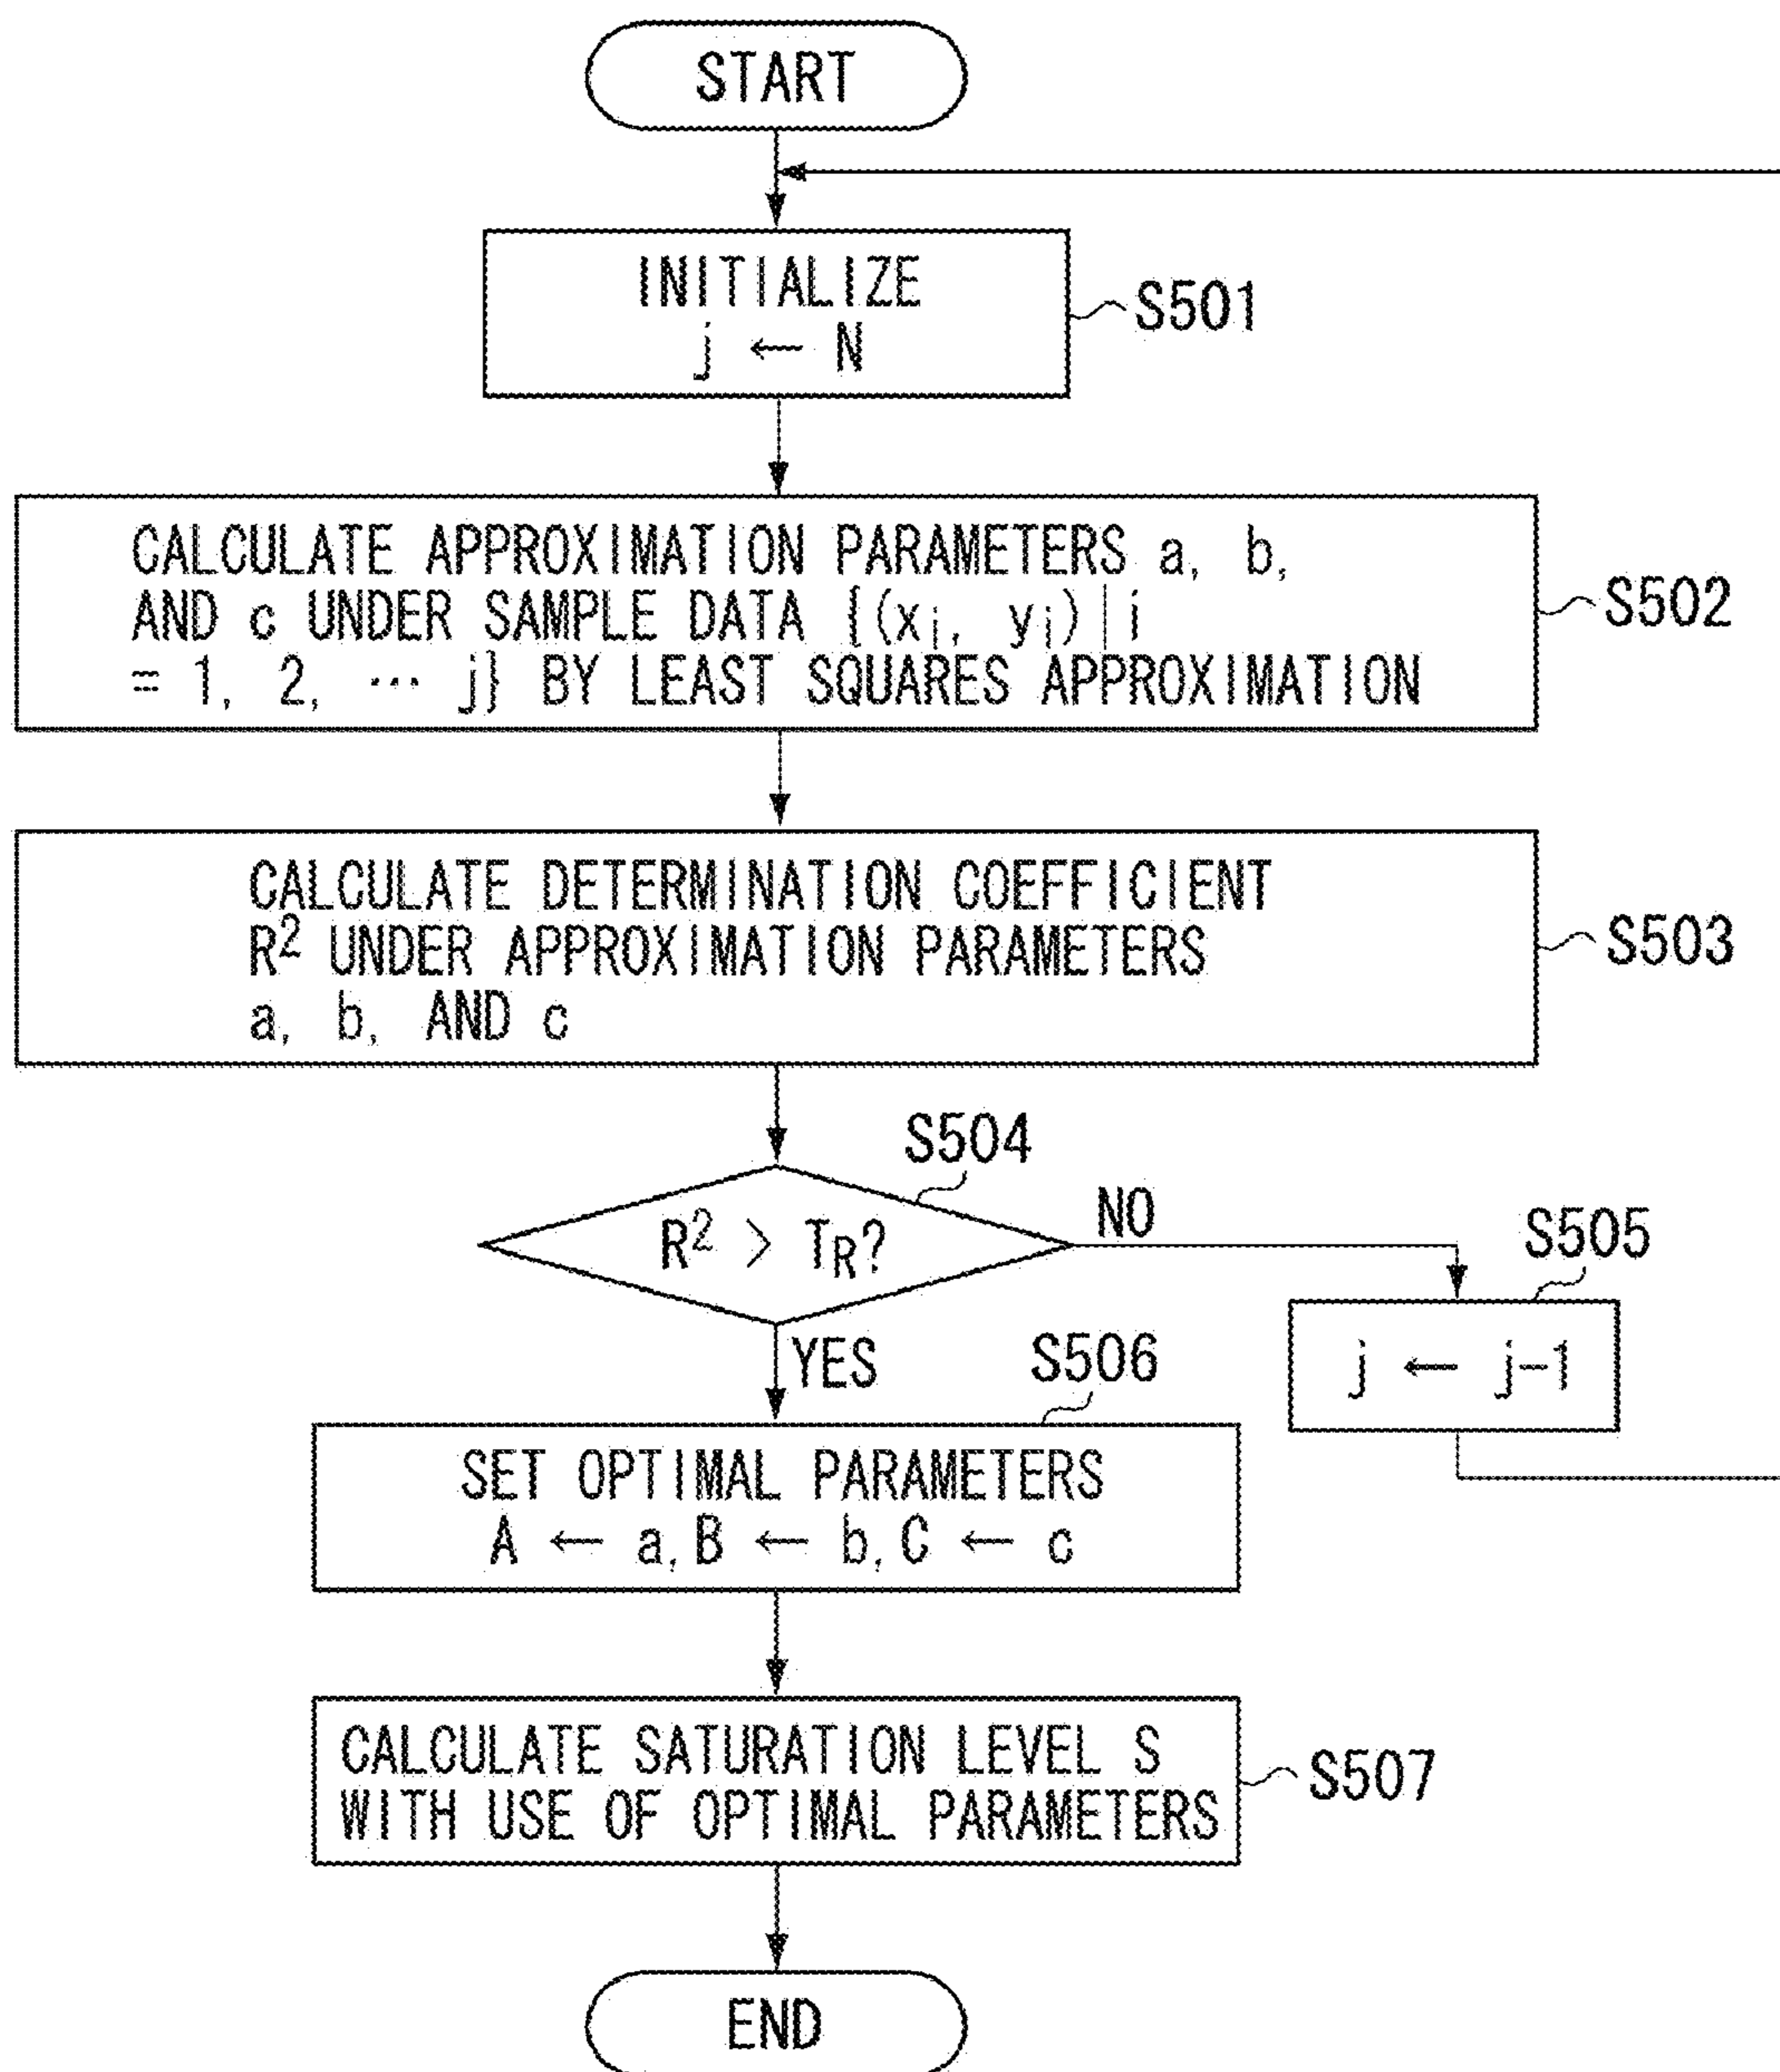 START
INITIALIZE
j ← N
S501
CALCULATE APPROXIMATION PARAMETERS a, b,
AND c UNDER SAMPLE DATA {(xi, yi)|i
= 1, 2, ⋯ j} BY LEAST SQUARES APPROXIMATION
S502
CALCULATE DETERMINATION COEFFICIENT
R² UNDER APPROXIMATION PARAMETERS
a, b, AND c
S503
S504
R² > TR?
NO
S505
j ← j-1
YES
S506
SET OPTIMAL PARAMETERS
A ← a, B ← b, C ← c
CALCULATE SATURATION LEVEL S
WITH USE OF OPTIMAL PARAMETERS
S507
END